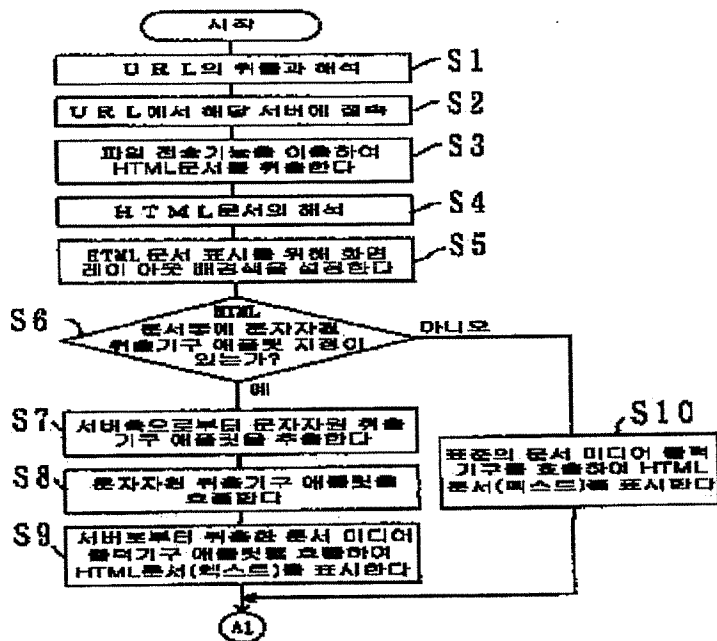 시작
URL의 취출과 해석
S1
URL에서 해당 서버에 접속
S2
파일 전송기능을 이용하여
HTML문서를 취출한다
S3
HTML문서의 해석
S4
HTML문서 표시를 위해 화면
레이 아웃 배경색을 설정한다
S5
S6
HTML
문서중에 문자자원
취출기구 애플릿 지정이
있는가?
아니오
예
S7
서버측으로부터 문자자원 취출
기구 애플릿을 추출한다
S10
표준의 문서 미디어 출력
기구를 호출하여 HTML
문서(텍스트)를 표시한다
S8
문자자원 취출기구 애플릿을
호출한다
S9
서버로부터 취출한 문서 미디어
출력기구 애플릿을 호출하여
HTML문서(텍스트)를 표시한다
A1